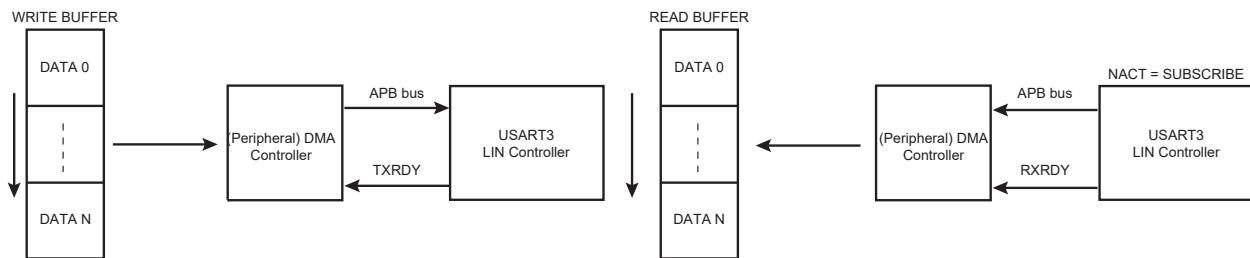 WRITE BUFFER
DATA 0
DATA N
(Peripheral) DMA
Controller
APB bus
TXRDY
USART3
LIN Controller
READ BUFFER
DATA 0
DATA N
(Peripheral) DMA
Controller
APB bus
RXRDY
NACT = SUBSCRIBE
USART3
LIN Controller